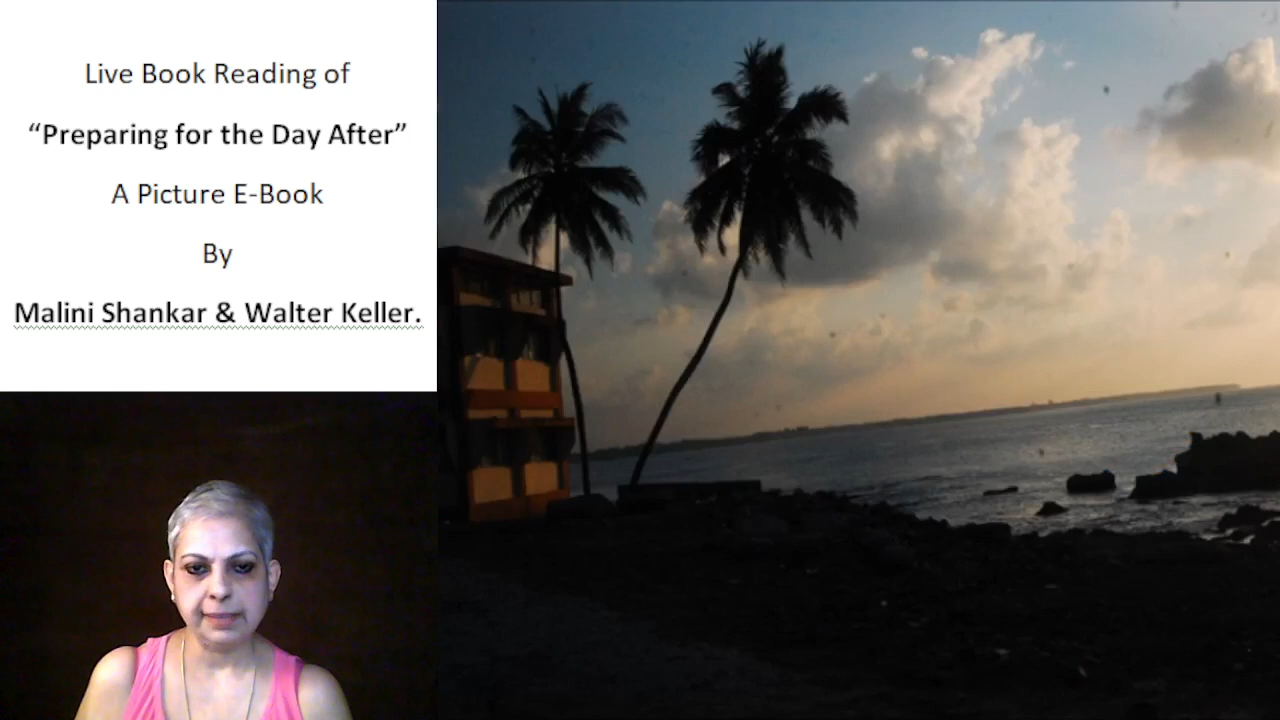 Live Book Reading of
“Preparing for the Day After”
A Picture E-Book
By
Malini Shankar & Walter Keller.